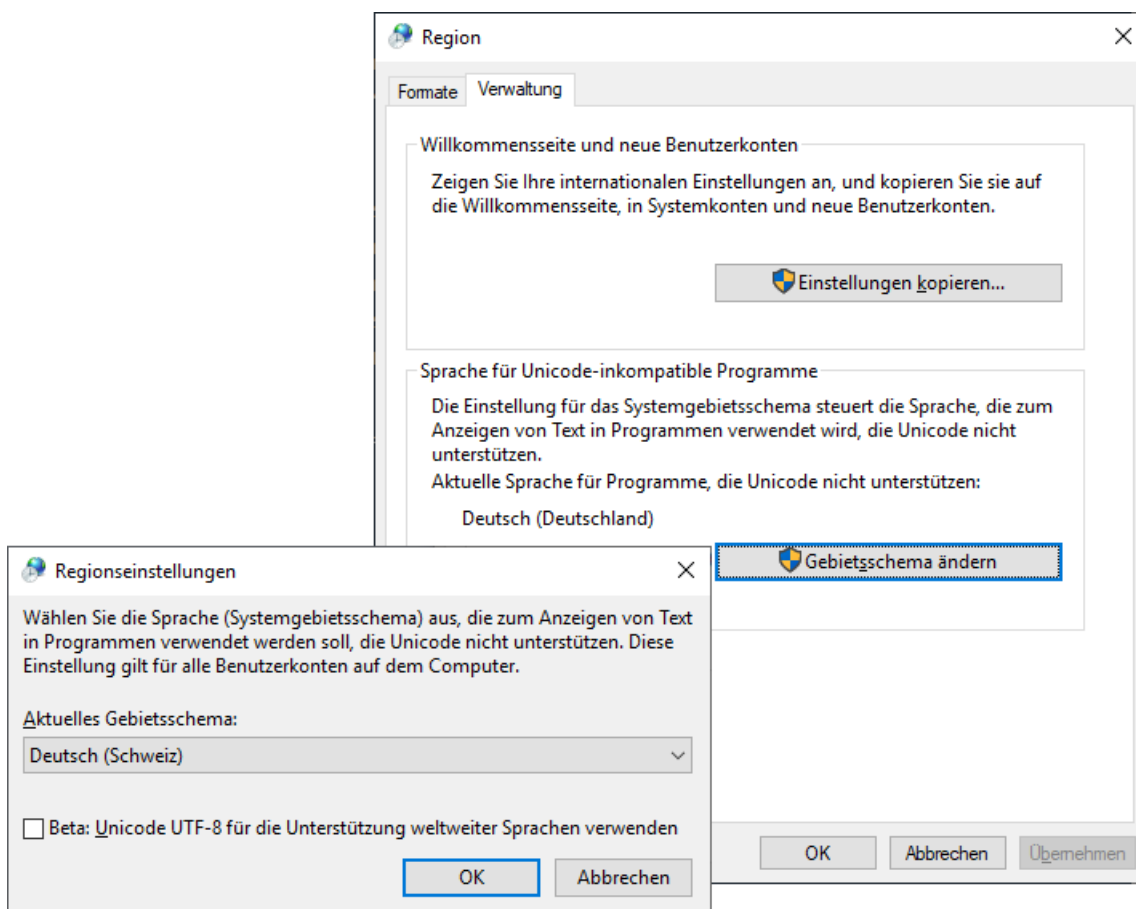 Region
Formate
Verwaltung
Willkommensseite und neue Benutzerkonten
Zeigen Sie Ihre internationalen Einstellungen an, und kopieren Sie sie auf
die Willkommensseite, in Systemkonten und neue Benutzerkonten.
Einstellungen kopieren...
Sprache für Unicode-inkompatible Programme
Die Einstellung für das Systemgebietsschema steuert die Sprache, die zum
Anzeigen von Text in Programmen verwendet wird, die Unicode nicht
unterstützen.
Aktuelle Sprache für Programme, die Unicode nicht unterstützen:
Deutsch (Deutschland)
Gebietsschema ändern
OK
Abbrechen
Übernehmen
Regionseinstellungen
Wählen Sie die Sprache (Systemgebietsschema) aus, die zum Anzeigen von Text
in Programmen verwendet werden soll, die Unicode nicht unterstützen. Diese
Einstellung gilt für alle Benutzerkonten auf dem Computer.
Aktuelles Gebietsschema:
Deutsch (Schweiz)
Beta: Unicode UTF-8 für die Unterstützung weltweiter Sprachen verwenden
OK
Abbrechen